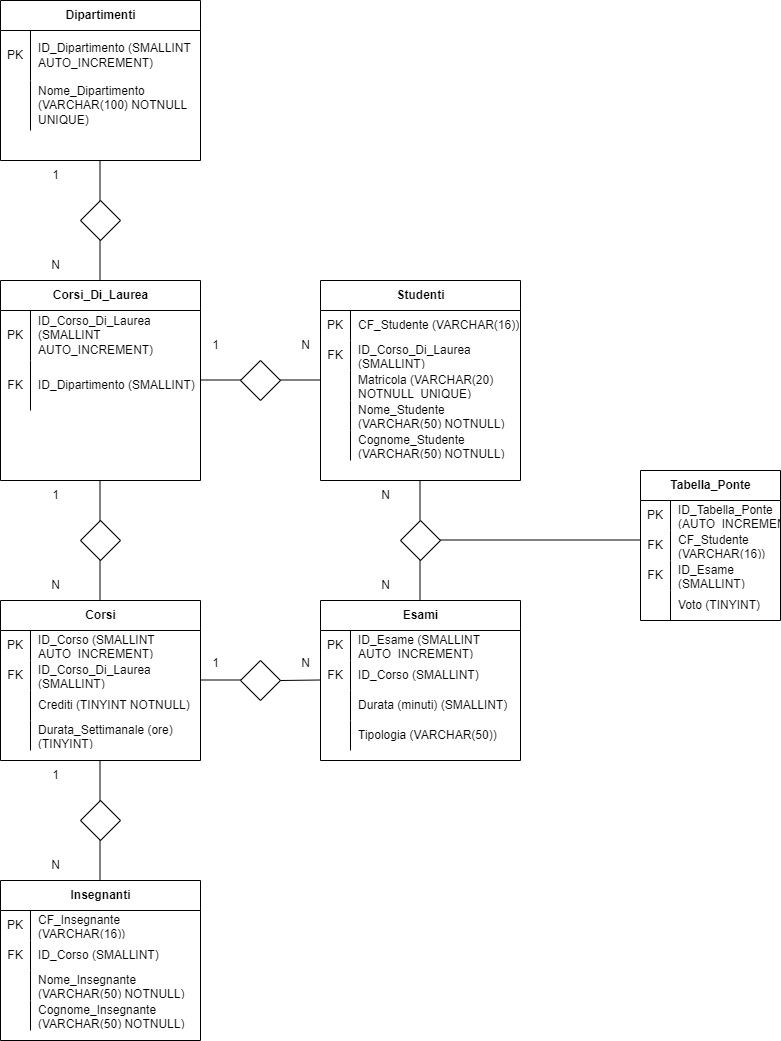 Dipartimenti
PK
ID_Dipartimento (SMALLINT
AUTO_INCREMENT)
Nome_Dipartimento
(VARCHAR(100) NOTNULL
UNIQUE)
1
N
Corsi_Di_Laurea
PK
ID_Corso_Di_Laurea
(SMALLINT
AUTO_INCREMENT)
FK
ID_Dipartimento (SMALLINT)
1
N
Studenti
PK
CF_Studente (VARCHAR(16))
FK
ID_Corso_Di_Laurea
(SMALLINT)
Matricola (VARCHAR(20)
NOTNULL UNIQUE)
Nome_Studente
(VARCHAR(50) NOTNULL)
Cognome_Studente
(VARCHAR(50) NOTNULL)
1
N
N
N
Tabella_Ponte
PK
ID_Tabella_Ponte
(AUTO_INCREMEN
FK
CF_Studente
(VARCHAR(16))
FK
ID_Esame
(SMALLINT)
Voto (TINYINT)
Corsi
PK
ID_Corso (SMALLINT
AUTO_INCREMENT)
FK
ID_Corso_Di_Laurea
(SMALLINT)
Crediti (TINYINT NOTNULL)
Durata_Settimanale (ore)
(TINYINT)
1
N
Esami
PK
ID_Esame (SMALLINT
AUTO_INCREMENT)
FK
ID_Corso (SMALLINT)
Durata (minuti) (SMALLINT)
Tipologia (VARCHAR(50))
1
N
Insegnanti
PK
CF_Insegnante
(VARCHAR(16))
FK
ID_Corso (SMALLINT)
Nome_Insegnante
(VARCHAR(50) NOTNULL)
Cognome_Insegnante
(VARCHAR(50) NOTNULL)